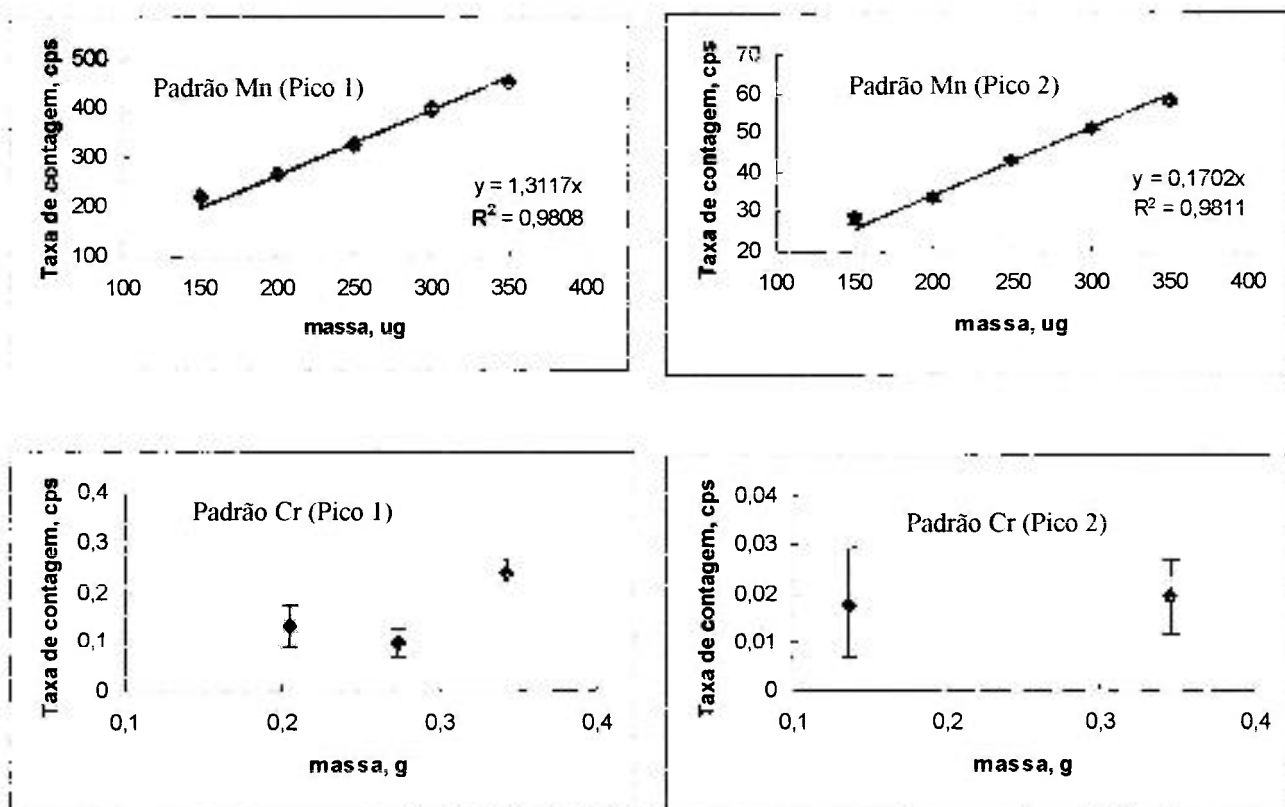 Taxa de contagem, cps
500
400
300
200
100
Padrão Mn (Pico 1)
y = 1,3117x
R² = 0,9808
100 150 200 250 300 350 400
massa, ug
Taxa de contagem, cps
70
60
50
40
30
20
Padrão Mn (Pico 2)
y = 0,1702x
R² = 0,9811
100 150 200 250 300 350 400
massa, ug
Taxa de contagem, cps
0,4
0,3
0,2
0,1
0
Padrão Cr (Pico 1)
0,1 0,2 0,3 0,4
massa, g
Taxa de contagem, cps
0,04
0,03
0,02
0,01
0
Padrão Cr (Pico 2)
0,1 0,2 0,3 0,4
massa, g